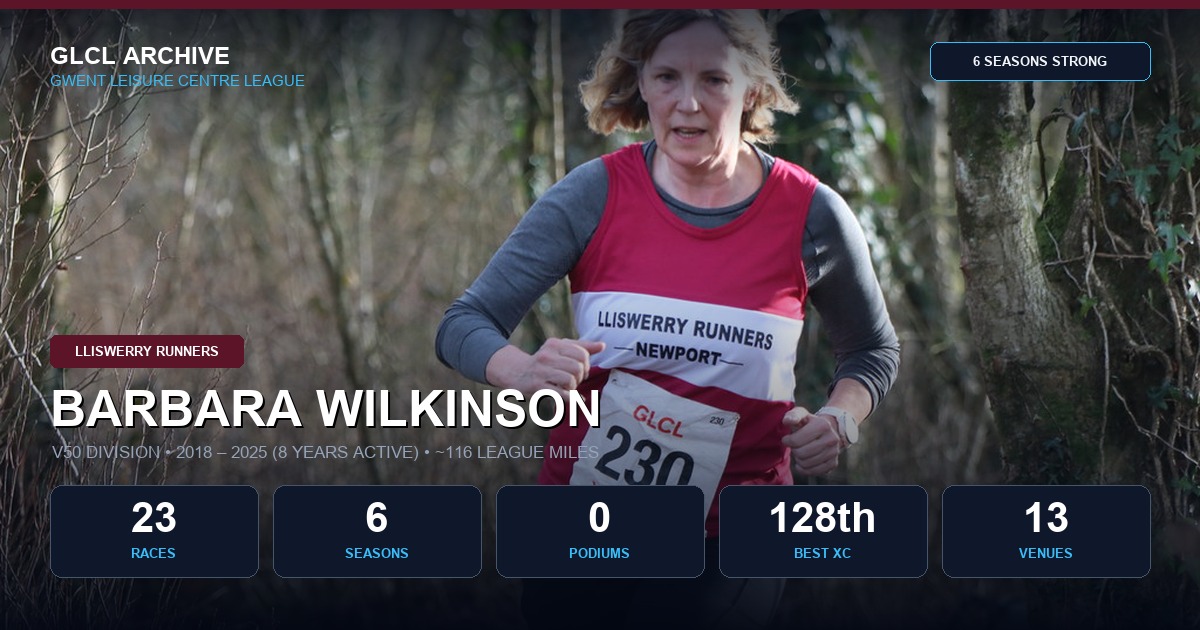 GLCL ARCHIVE
GWENT LEISURE CENTRE LEAGUE
6 SEASONS STRONG
LLISWERRY RUNNERS
NEWPORT
GLCL
230
230
LLISWERRY RUNNERS
BARBARA WILKINSON
V50 DIVISION • 2018 – 2025 (8 YEARS ACTIVE) • ~116 LEAGUE MILES
23
RACES
6
SEASONS
0
PODIUMS
128th
BEST XC
13
VENUES